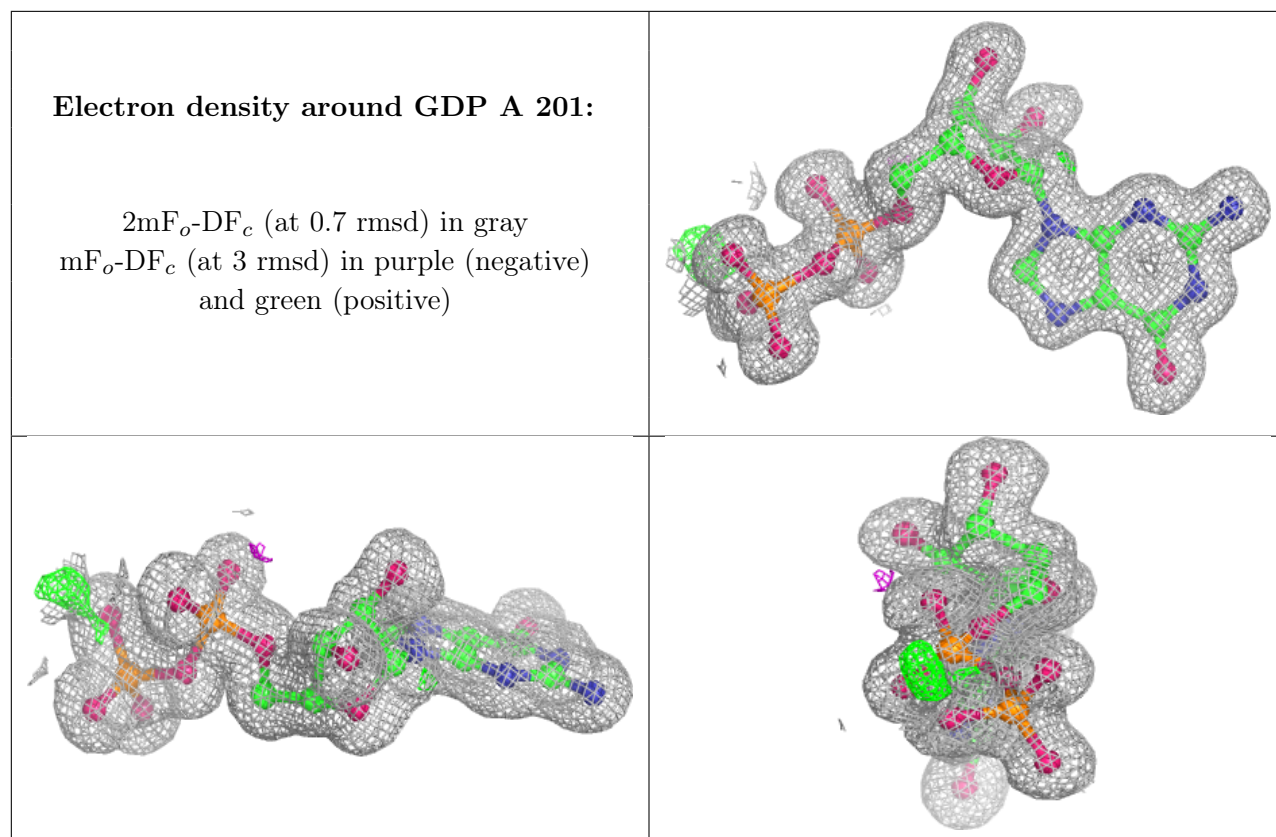 Electron density around GDP A 201:
2mFo-DFc (at 0.7 rmsd) in gray
mFo-DFc (at 3 rmsd) in purple (negative)
and green (positive)